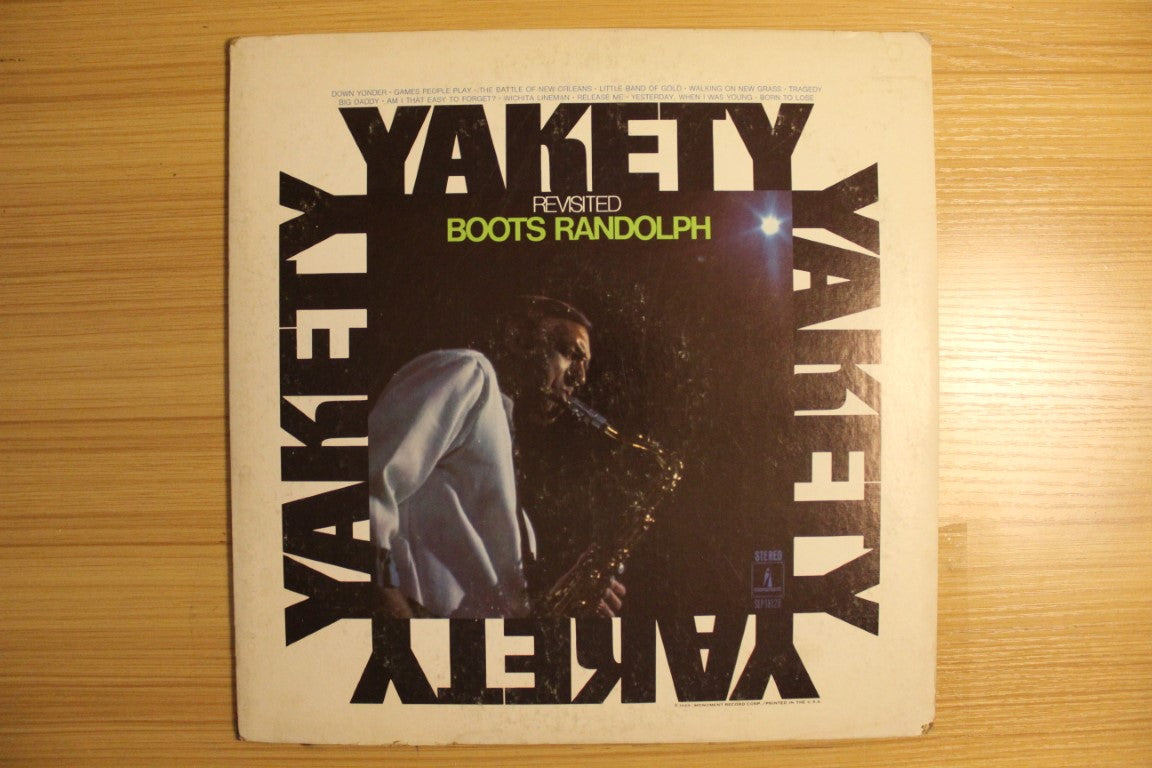 DOWN YONDER • GAMES PEOPLE PLAY • THE BATTLE OF NEW ORLEANS • LITTLE BAND OF GOLD • WALKING ON NEW GRASS • TRAGEDY
BIG DADDY • AM I THAT EASY TO FORGET? • WICHITA LINEMAN • RELEASE ME • YESTERDAY, WHEN I WAS YOUNG • BORN TO LOSE
YAKETY
REVISITED
BOOTS RANDOLPH
YAKETY
YAKETY
STEREO
monument
YAKETY
MONUMENT RECORD CORP. / PRINTED IN THE U.S.A.